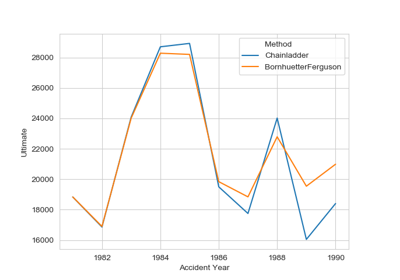 Method
Chainladder
BornhuetterFerguson
28000
26000
24000
22000
20000
18000
16000
Ultimate
1982
1984
1986
1988
1990
Accident Year